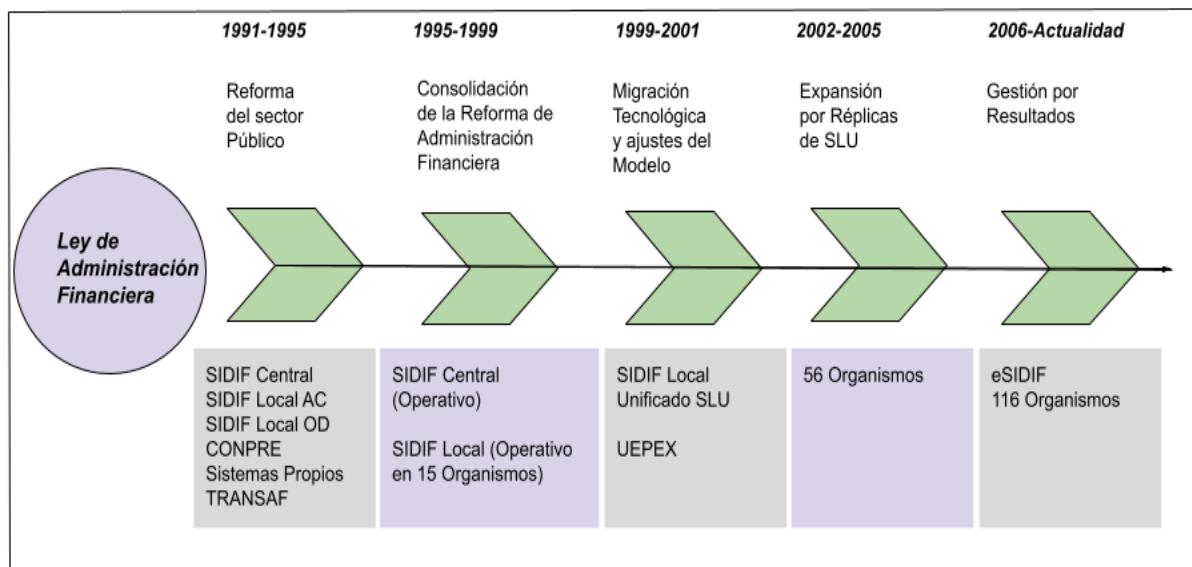 1991-1995
1995-1999
1999-2001
2002-2005
2006-Actualidad
Reforma
del sector
Público
Consolidación
de la Reforma de
Administración
Financiera
Migración
Tecnológica
y ajustes del
Modelo
Expansión
por Réplicas
de SLU
Gestión por
Resultados
Ley de
Administración
Financiera
SIDIF Central
SIDIF Local AC
SIDIF Local OD
CONPRE
Sistemas Propios
TRANSAF
SIDIF Central
(Operativo)
SIDIF Local (Operativo
en 15 Organismos)
SIDIF Local
Unificado SLU
UEPEX
56 Organismos
eSIDIF
116 Organismos